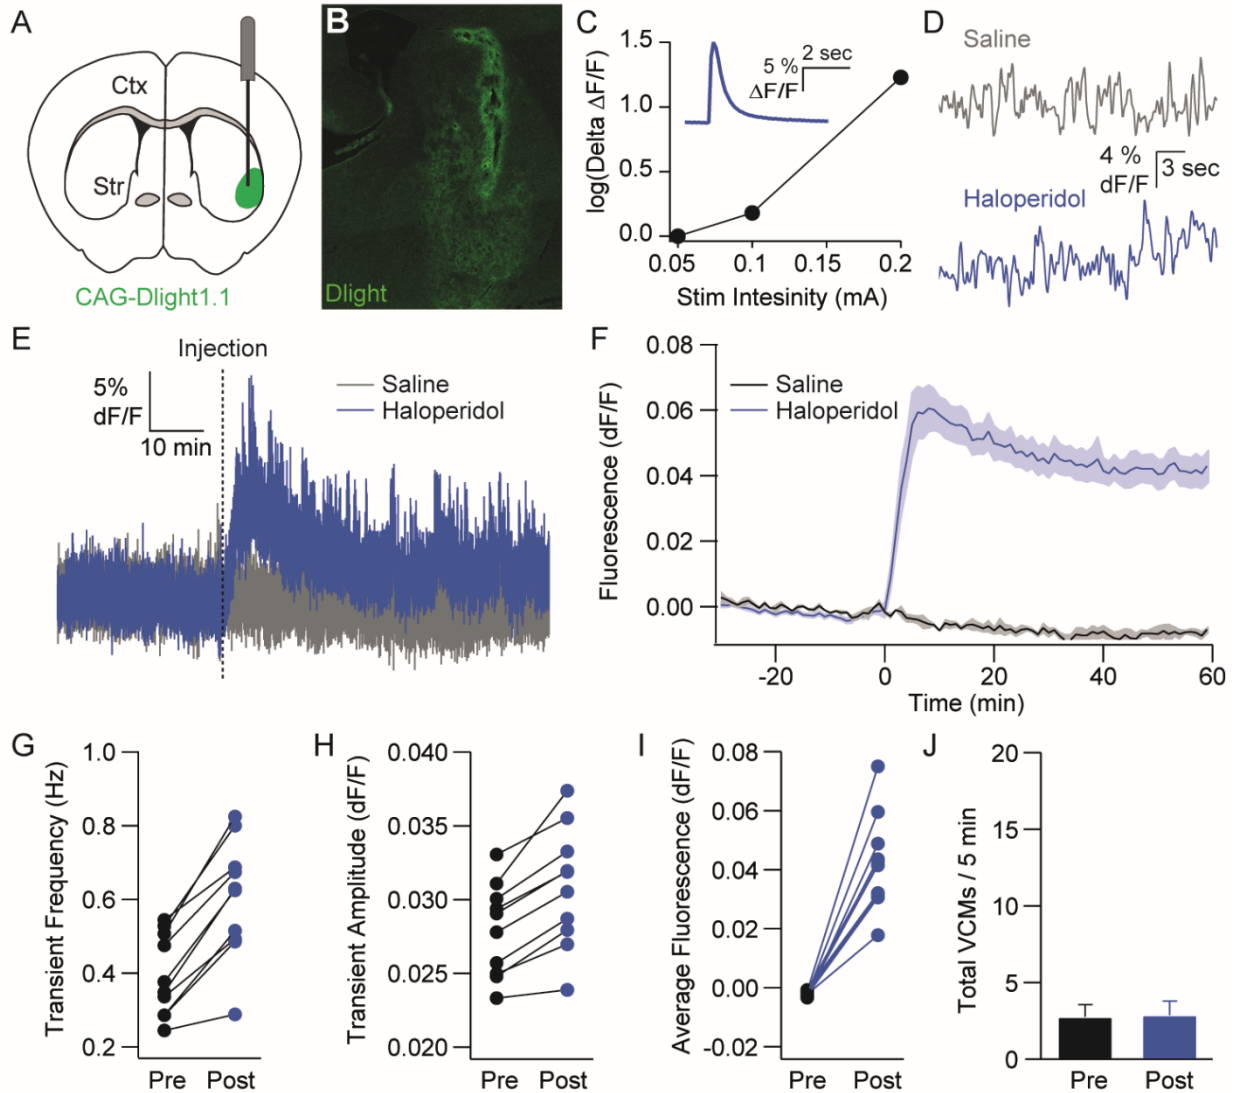 A
Ctx
Str
CAG-Dlight1.1
B
Dlight
C
log(Delta ΔF/F)
1.5
1.0
0.5
0.0
5 %
ΔF/F
2 sec
0.05
0.1
0.15
0.2
Stim Intesinity (mA)
D
Saline
4 %
dF/F
3 sec
Haloperidol
E
Injection
5%
dF/F
10 min
Saline
Haloperidol
F
Fluorescence (dF/F)
0.08
0.06
0.04
0.02
0.00
Saline
Haloperidol
-20
0
20
40
60
Time (min)
G
Transient Frequency (Hz)
1.0
0.8
0.6
0.4
0.2
Pre
Post
H
Transient Amplitude (dF/F)
0.040
0.035
0.030
0.025
0.020
Pre
Post
I
Average Fluorescence (dF/F)
0.08
0.06
0.04
0.02
0.00
-0.02
Pre
Post
J
Total VCMs / 5 min
20
15
10
5
0
Pre
Post